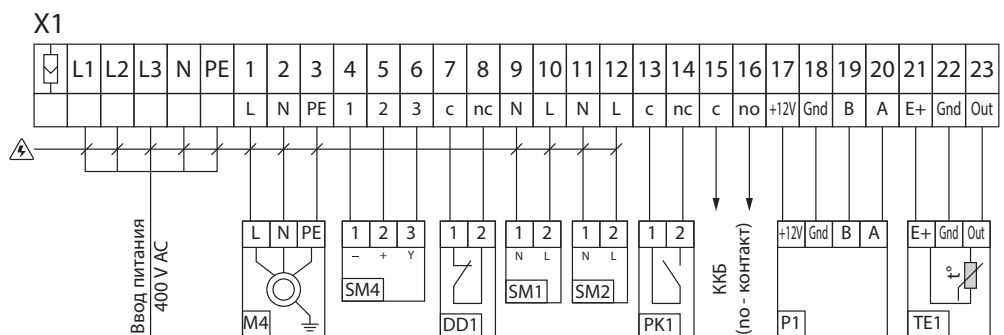 X1
L1 L2 L3 N PE 1 2 3 4 5 6 7 8 9 10 11 12 13 14 15 16 17 18 19 20 21 22 23
L N PE 1 2 3 c nc N L N L c nc c no +12V Gnd B A E+ Gnd Out
Ввод питания
400 V AC
L N PE
M4
1 2 3
– + Y
SM4
1 2
DD1
1 2
N L
SM1
1 2
N L
SM2
1 2
PK1
ККБ
(no - контакт)
+12V Gnd B A
P1
E+ Gnd Out
t°
TE1